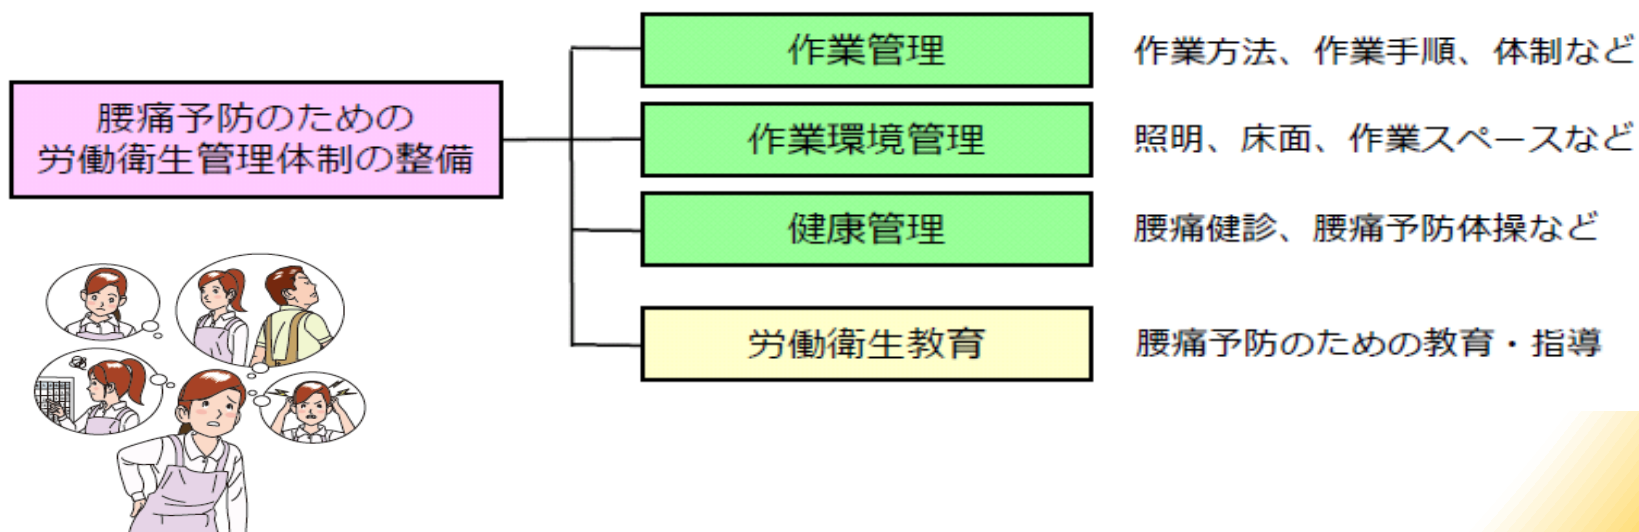 腰痛予防のための
労働衛生管理体制の整備
作業管理
作業方法、作業手順、体制など
作業環境管理
照明、床面、作業スペースなど
健康管理
腰痛健診、腰痛予防体操など
労働衛生教育
腰痛予防のための教育・指導